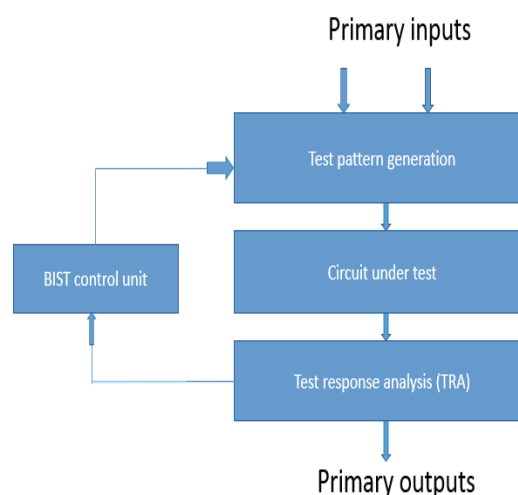 Primary inputs
Test pattern generation
Circuit under test
BIST control unit
Test response analysis (TRA)
Primary outputs